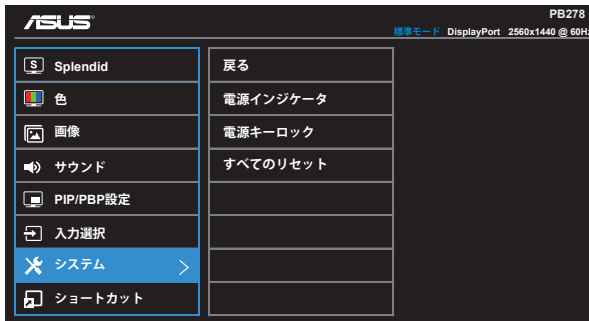 ASUS
PB278
標準モード DisplayPort 2560x1440 @ 60Hz
S Splendid
色
画像
サウンド
PIP/PBP設定
入力選択
システム
ショートカット
戻る
電源インジケータ
電源キーロック
すべてのリセット